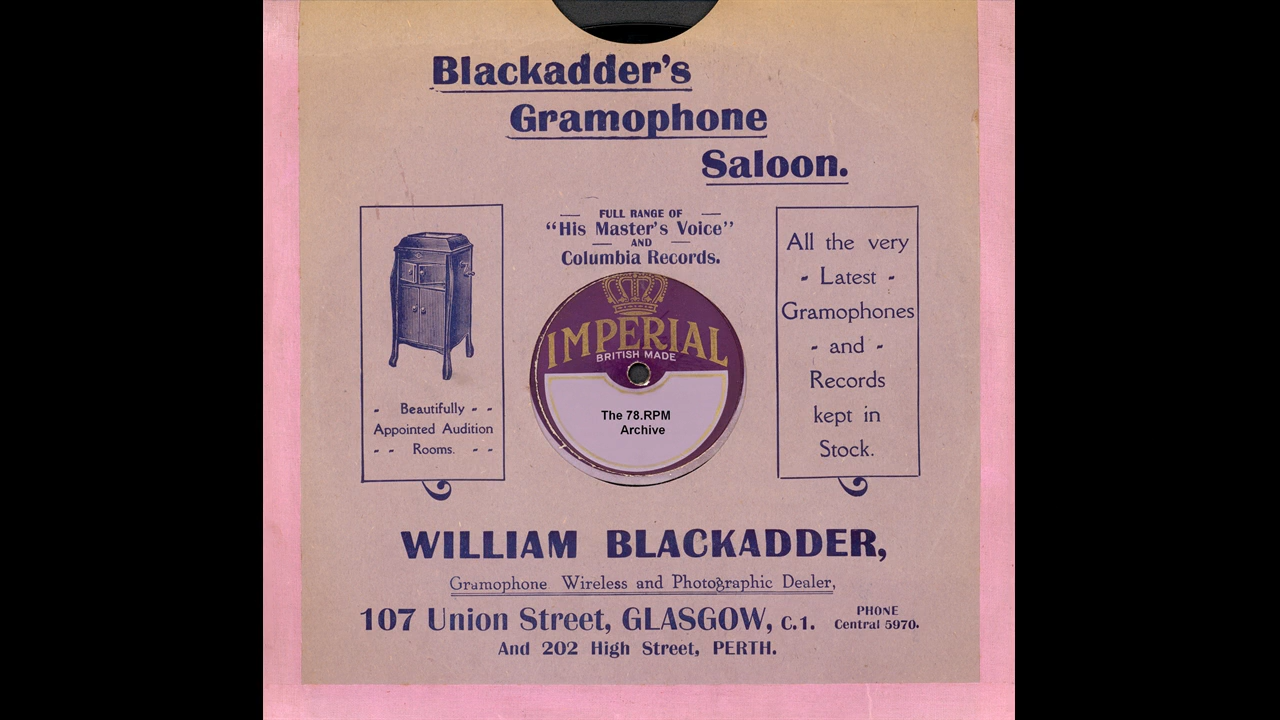 Blackadder's
Gramophone
Saloon.
FULL RANGE OF
"His Master's Voice"
AND
Columbia Records.
- Beautifully - -
Appointed Audition
- - Rooms. - -
IMPERIAL
BRITISH MADE
The 78.RPM
Archive
All the very
- Latest -
Gramophones
- and -
Records
kept in
Stock.
WILLIAM BLACKADDER,
Gramophone Wireless and Photographic Dealer,
107 Union Street, GLASGOW, C.1.
PHONE
Central 5970.
And 202 High Street, PERTH.